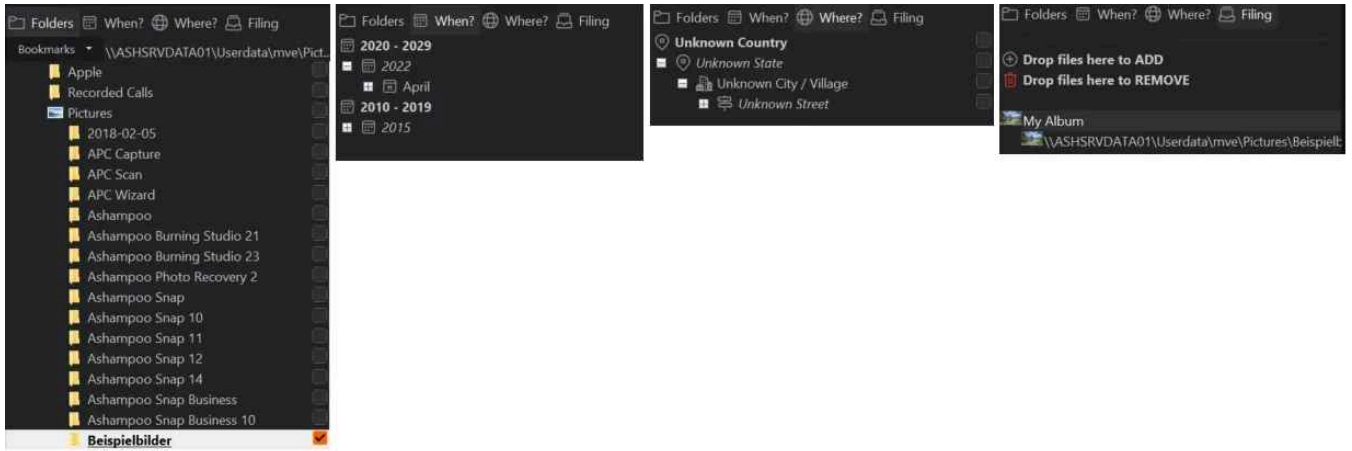 Folders When? Where? Filing
Bookmarks \\ASHSRVDATA01\Userdata\mve\Pict..
Apple
Recorded Calls
Pictures
2018-02-05
APC Capture
APC Scan
APC Wizard
Ashampoo
Ashampoo Burning Studio 21
Ashampoo Burning Studio 23
Ashampoo Photo Recovery 2
Ashampoo Snap
Ashampoo Snap 10
Ashampoo Snap 11
Ashampoo Snap 12
Ashampoo Snap 14
Ashampoo Snap Business
Ashampoo Snap Business 10
Beispielbilder
Folders When? Where? Filing
2020 - 2029
2022
April
2010 - 2019
2015
Folders When? Where? Filing
Unknown Country
Unknown State
Unknown City / Village
Unknown Street
Folders When? Where? Filing
Drop files here to ADD
Drop files here to REMOVE
My Album
\\ASHSRVDATA01\Userdata\mve\Pictures\Beispielb